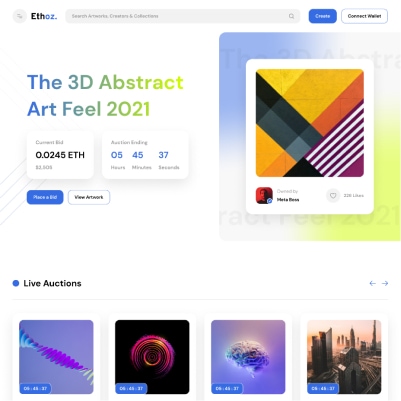 Ethoz.
Search Artworks, Creators & Collections
Create
Connect Wallet
The 3D Abstract
Art Feel 2021
Current Bid
0.0245 ETH
$2,508
Auction Ending
05 45 37
Hours Minutes Seconds
Place a Bid
View Artwork
The 3D Abstract
ract Feel 2021
Owned by
Meta Boss
22K Likes
Live Auctions
05 : 45 : 37
05 : 45 : 37
05 : 45 : 37
05 : 45 : 37